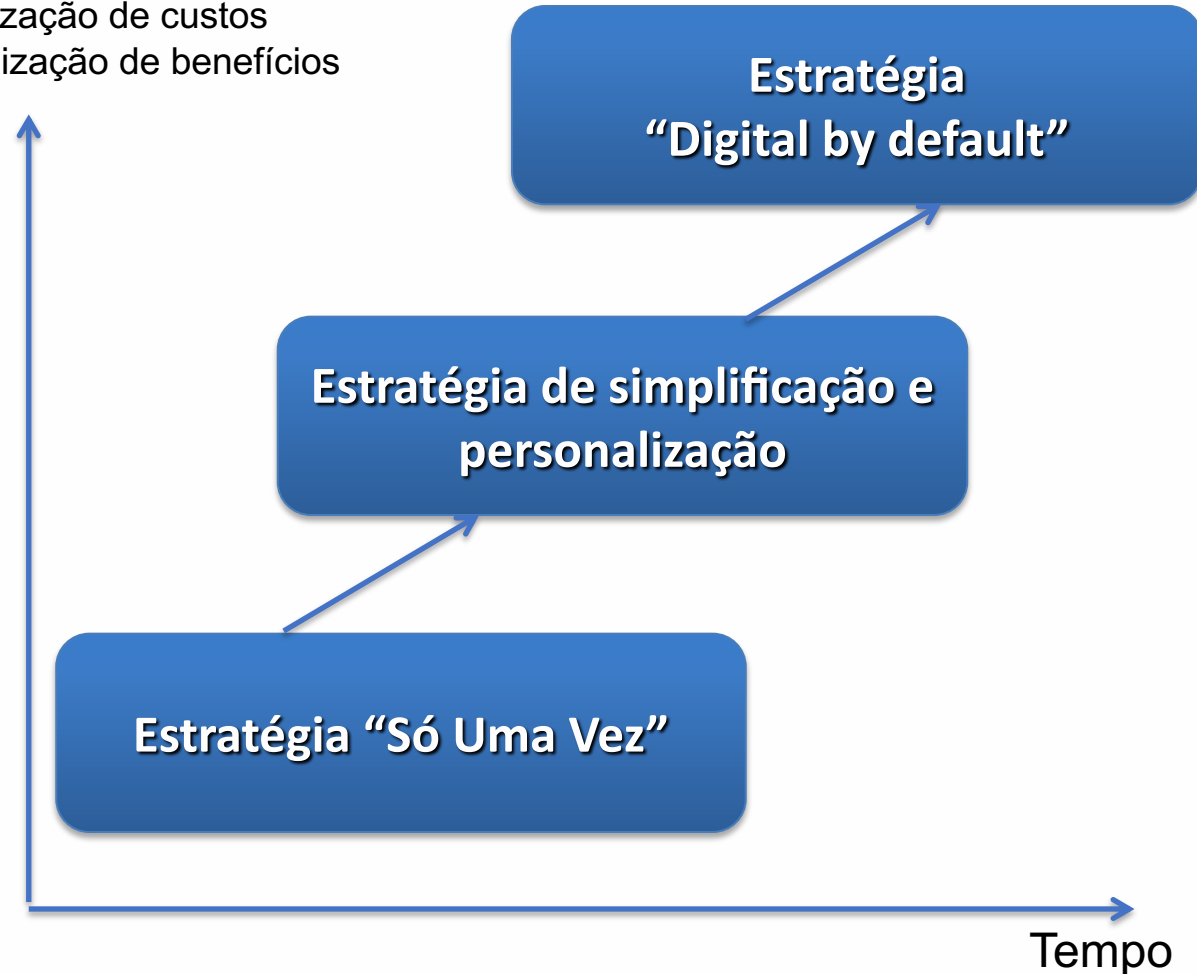 zação de custos
ização de benefícios
Estratégia
“Digital by default”
Estratégia de simplificação e
personalização
Estratégia “Só Uma Vez”
Tempo